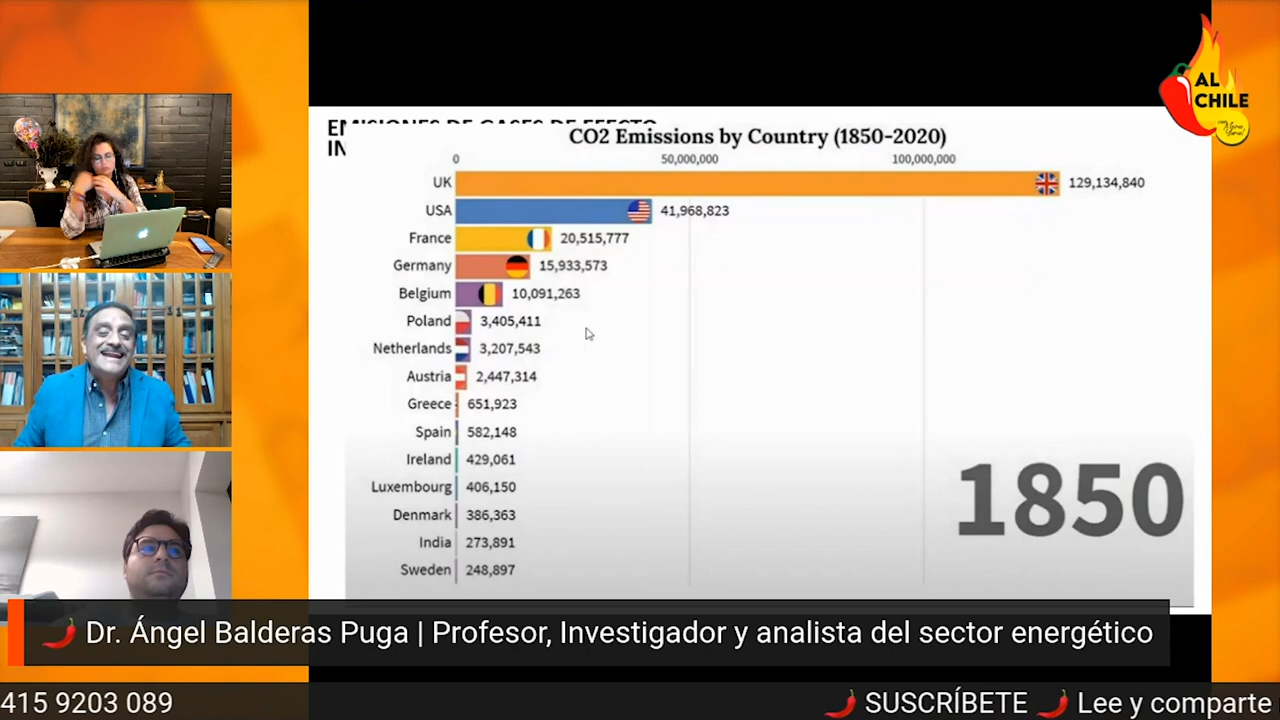 AL
CHILE
CO2 Emissions by Country (1850-2020)
0 50,000,000 100,000,000
UK 129,134,840
USA 41,968,823
France 20,515,777
Germany 15,933,573
Belgium 10,091,263
Poland 3,405,411
Netherlands 3,207,543
Austria 2,447,314
Greece 651,923
Spain 582,148
Ireland 429,061
Luxembourg 406,150
Denmark 386,363
India 273,891
Sweden 248,897
1850
Dr. Ángel Balderas Puga | Profesor, Investigador y analista del sector energético
415 9203 089
SUSCRÍBETE Lee y comparte